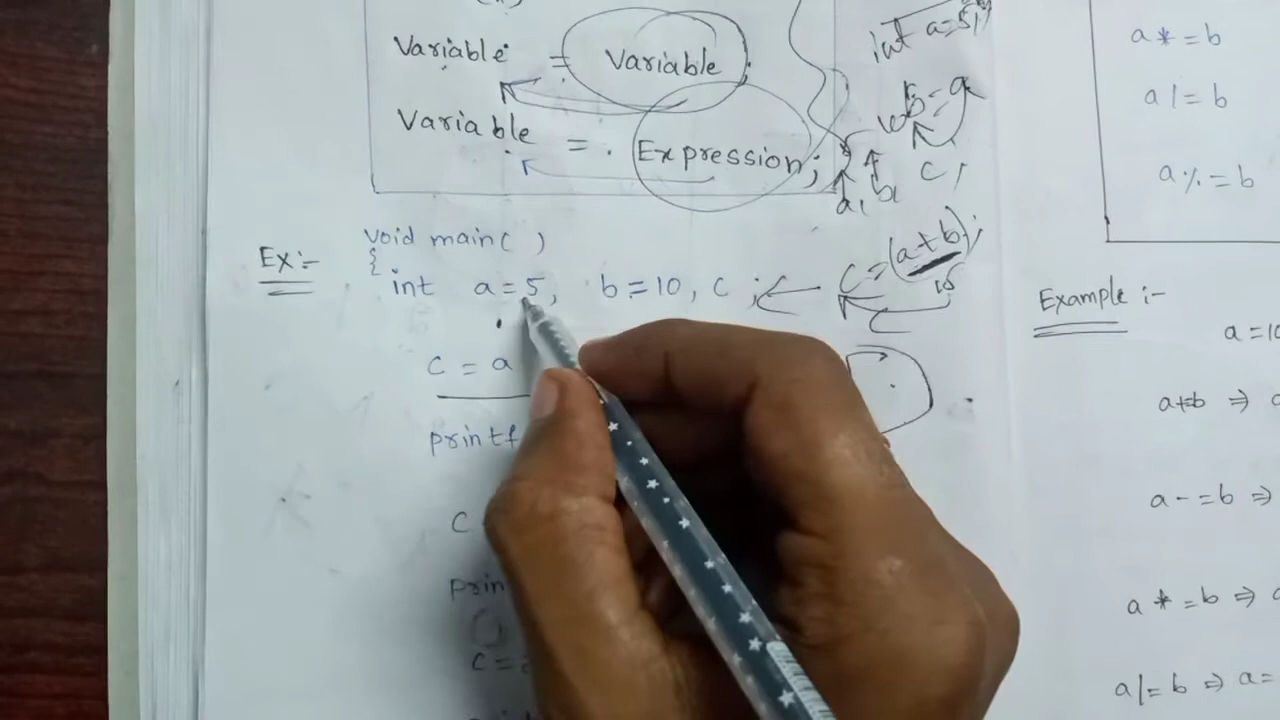 Variable = Variable;
Variable = Expression;
int a=5;
c;
a, b,
Ex:-
void main( )
{
int a=5, b=10, c;
c=(a+b);
15
c = a
printf
c
prin
c =
a*=b
a/=b
a%=b
Example :-
a=10
a+=b ⇒
a-=b ⇒
a*=b ⇒
a/=b ⇒ a=